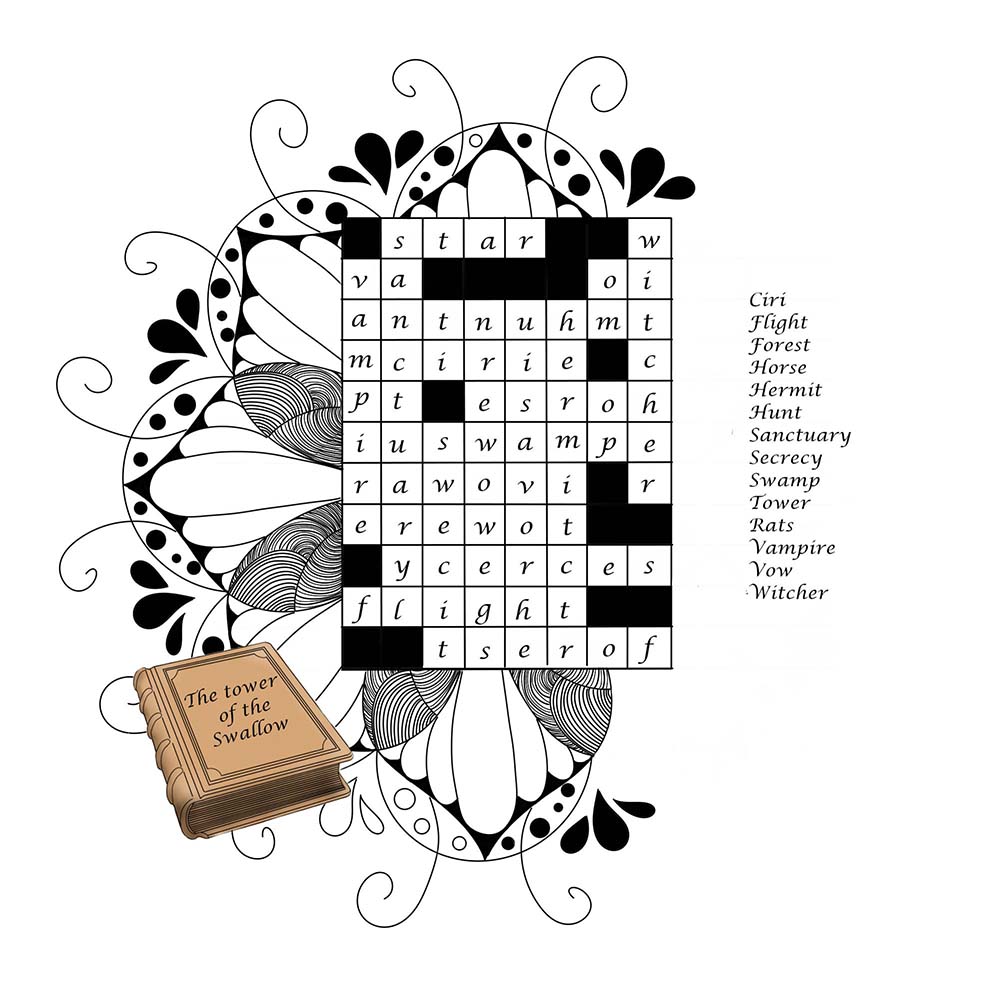 s t a r w
v a o i
a n t n u h m t
m c i r i e c
p t e s r o h
i u s w a m p e
r a w o v i r
e r e w o t
y c e r c e s
f l i g h t
t s e r o f
Ciri
Flight
Forest
Horse
Hermit
Hunt
Sanctuary
Secrecy
Swamp
Tower
Rats
Vampire
Vow
Witcher
The tower
of the
Swallow